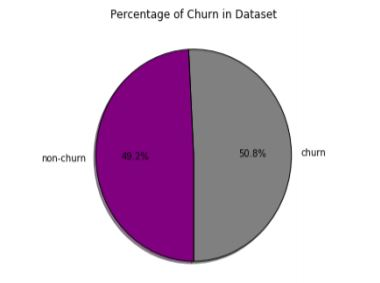 Percentage of Churn in Dataset
49.2%
50.8%
churn
non-churn